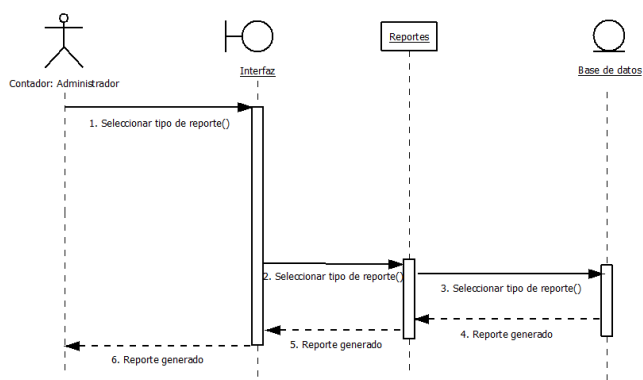 Contador: Administrador
Interfaz
Reportes
Base de datos
1. Seleccionar tipo de reporte()
2. Seleccionar tipo de reporte()
3. Seleccionar tipo de reporte()
4. Reporte generado
5. Reporte generado
6. Reporte generado